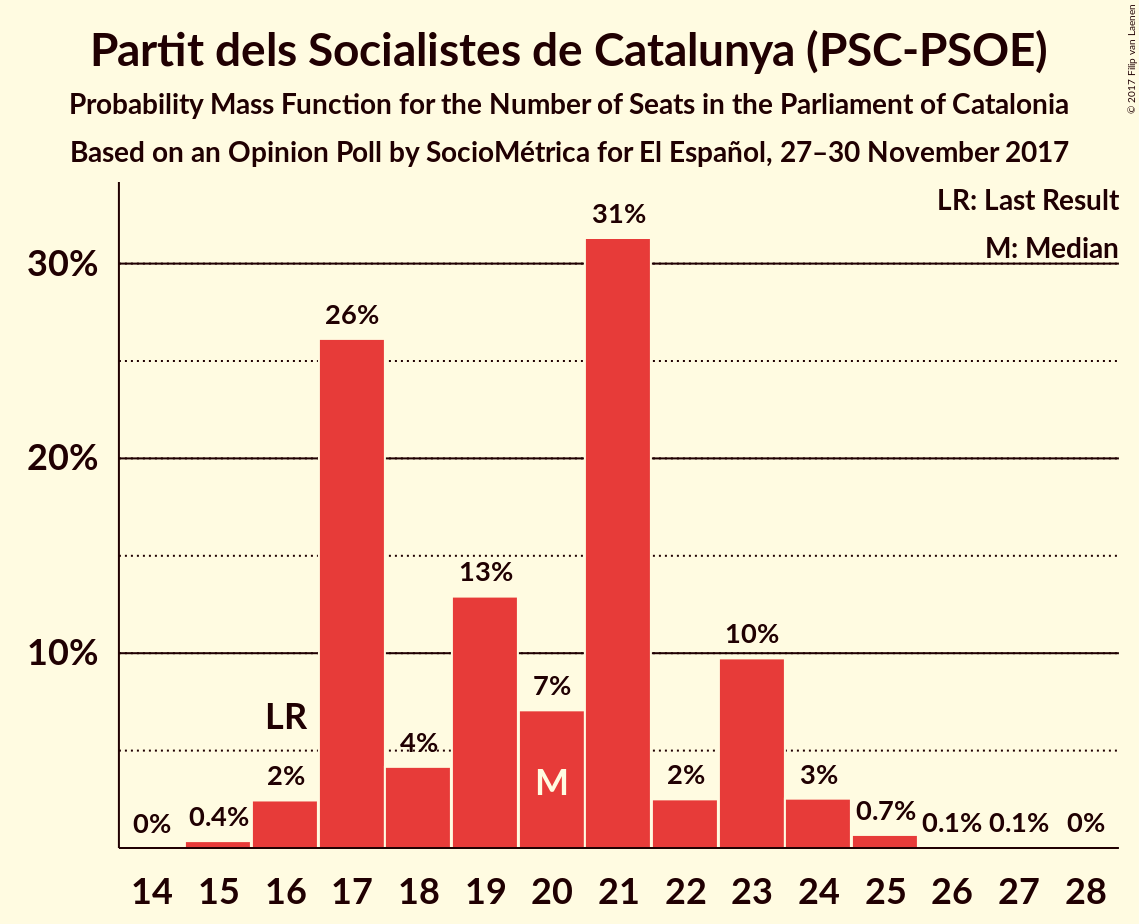 Partit dels Socialistes de Catalunya (PSC-PSOE)
Probability Mass Function for the Number of Seats in the Parliament of Catalonia
Based on an Opinion Poll by SocioMétrica for El Español, 27–30 November 2017
© 2017 Filip van Laenen
LR: Last Result
M: Median
30%
20%
10%
0%
0.4%
LR
2%
26%
4%
13%
7%
M
31%
2%
10%
3%
0.7%
0.1%
0.1%
0%
14 15 16 17 18 19 20 21 22 23 24 25 26 27 28